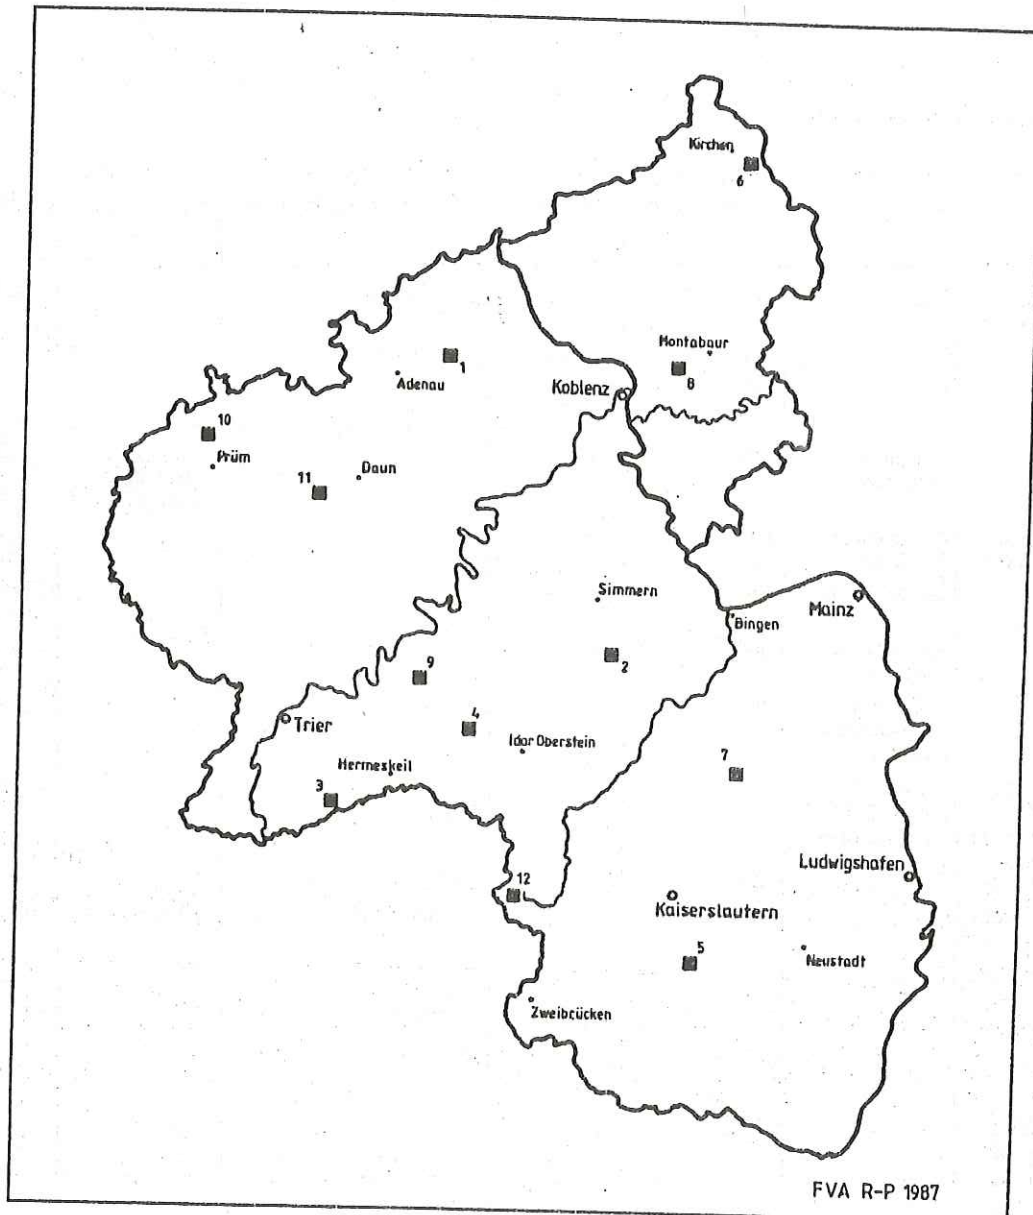 Kirchen
6
Montabaur
8
1
Adenau
Koblenz
10
Prüm
Daun
11
Simmern
Mainz
Bingen
2
9
Trier
4
Idar Oberstein
7
Hermeskeil
3
Ludwigshafen
12
Kaiserslautern
5
Neustadt
Zweibrücken
FVA R-P 1987